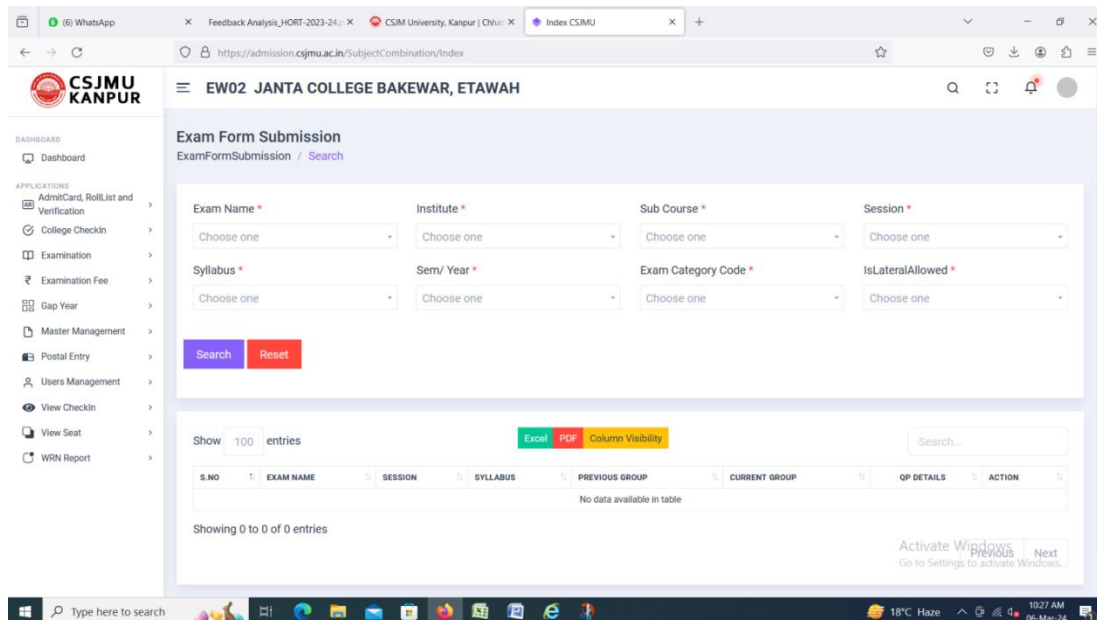 (6) WhatsApp
Feedback Analysis_HORT-2023-24.p
CSJM University, Kanpur | Chhat
Index CSJMU
https://admission.csjmu.ac.in/SubjectCombination/Index
CSJMU
KANPUR
EW02 JANTA COLLEGE BAKEWAR, ETAWAH
DASHBOARD
Dashboard
APPLICATIONS
AdmitCard, RollList and
Verification
College CheckIn
Examination
Examination Fee
Gap Year
Master Management
Postal Entry
Users Management
View CheckIn
View Seat
WRN Report
Exam Form Submission
ExamFormSubmission / Search
Exam Name * Institute * Sub Course * Session *
Choose one Choose one Choose one Choose one
Syllabus * Sem/ Year * Exam Category Code * IsLateralAllowed *
Choose one Choose one Choose one Choose one
Search Reset
Show 100 entries Excel PDF Column Visibility Search...
S.NO EXAM NAME SESSION SYLLABUS PREVIOUS GROUP CURRENT GROUP QP DETAILS ACTION
No data available in table
Showing 0 to 0 of 0 entries
Previous Next
Activate Windows
Go to Settings to activate Windows.
Type here to search
18°C Haze
10:27 AM
06-Mar-24